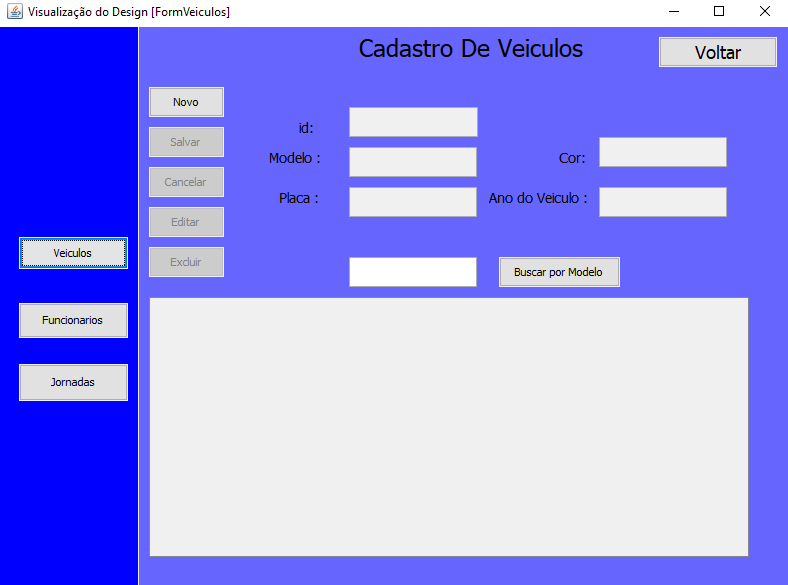 Visualização do Design [FormVeiculos]
Cadastro De Veiculos
Voltar
Novo
Salvar
Cancelar
Editar
Excluir
id:
Modelo :
Cor:
Placa :
Ano do Veiculo :
Buscar por Modelo
Veiculos
Funcionarios
Jornadas